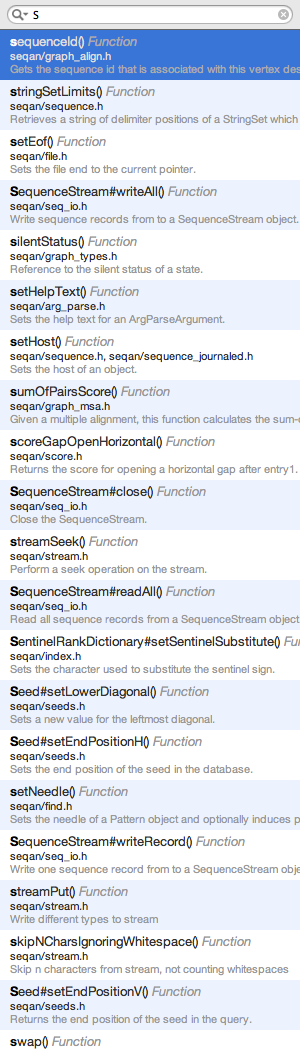 S
sequenceId() Function
seqan/graph_align.h
Gets the sequence id that is associated with this vertex des
stringSetLimits() Function
seqan/sequence.h
Retrieves a string of delimiter positions of a StringSet which
setEof() Function
seqan/file.h
Sets the file end to the current pointer.
SequenceStream#writeAll() Function
seqan/seq_io.h
Write sequence records from to a SequenceStream object.
silentStatus() Function
seqan/graph_types.h
Reference to the silent status of a state.
setHelpText() Function
seqan/arg_parse.h
Sets the help text for an ArgParseArgument.
setHost() Function
seqan/sequence.h, seqan/sequence_journaled.h
Sets the host of an object.
sumOfPairsScore() Function
seqan/graph_msa.h
Given a multiple alignment, this function calculates the sum-
scoreGapOpenHorizontal() Function
seqan/score.h
Returns the score for opening a horizontal gap after entry1.
SequenceStream#close() Function
seqan/seq_io.h
Close the SequenceStream.
streamSeek() Function
seqan/stream.h
Perform a seek operation on the stream.
SequenceStream#readAll() Function
seqan/seq_io.h
Read all sequence records from a SequenceStream object
SentinelRankDictionary#setSentinelSubstitute() Fun
seqan/index.h
Sets the character used to substitute the sentinel sign.
Seed#setLowerDiagonal() Function
seqan/seeds.h
Sets a new value for the leftmost diagonal.
Seed#setEndPositionH() Function
seqan/seeds.h
Sets the end position of the seed in the database.
setNeedle() Function
seqan/find.h
Sets the needle of a Pattern object and optionally induces p
SequenceStream#writeRecord() Function
seqan/seq_io.h
Write one sequence record from to a SequenceStream obje
streamPut() Function
seqan/stream.h
Write different types to stream
skipNCharsIgnoringWhitespace() Function
seqan/stream.h
Skip n characters from stream, not counting whitespaces
Seed#setEndPositionV() Function
seqan/seeds.h
Returns the end position of the seed in the query.
swap() Function